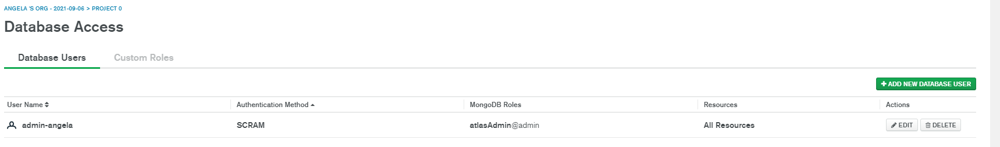 ANGELA 'S ORG - 2021-09-06 > PROJECT 0
Database Access
Database Users Custom Roles
ADD NEW DATABASE USER
User Name Authentication Method MongoDB Roles Resources Actions
admin-angela SCRAM atlasAdmin@admin All Resources EDIT DELETE